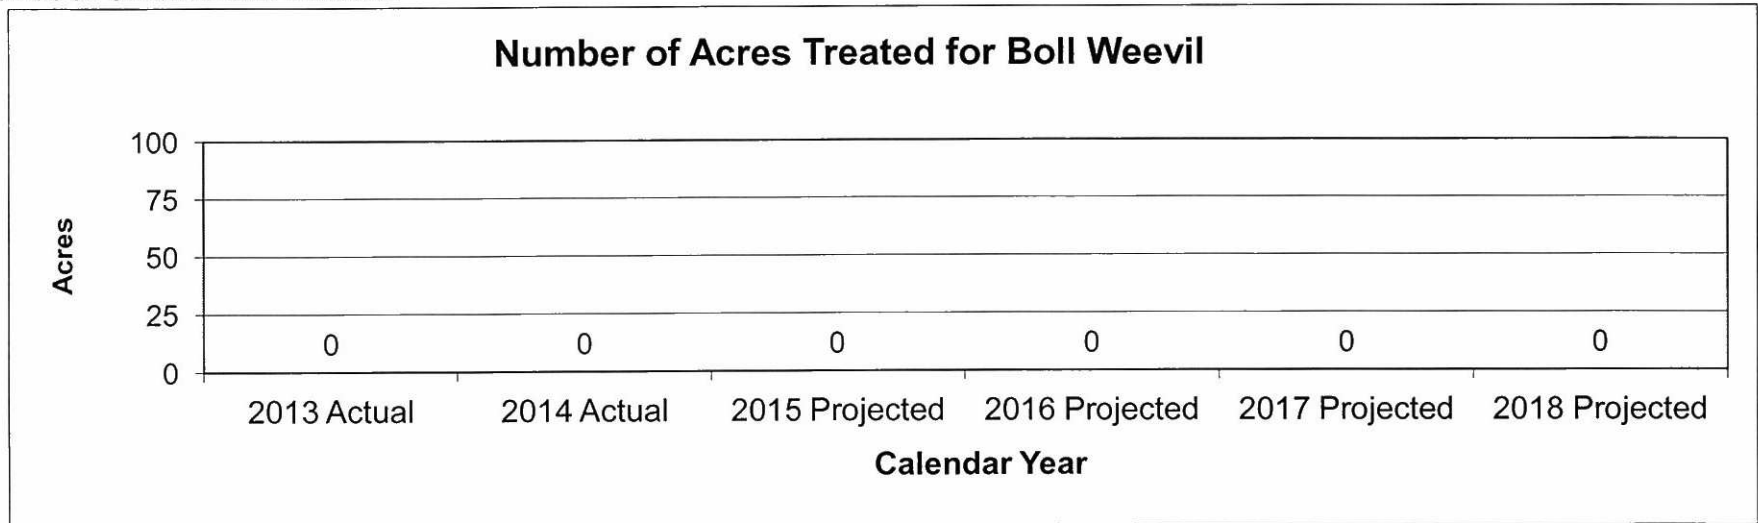 Number of Acres Treated for Boll Weevil
100
75
50
25
0
Acres
0 0 0 0 0 0
2013 Actual 2014 Actual 2015 Projected 2016 Projected 2017 Projected 2018 Projected
Calendar Year